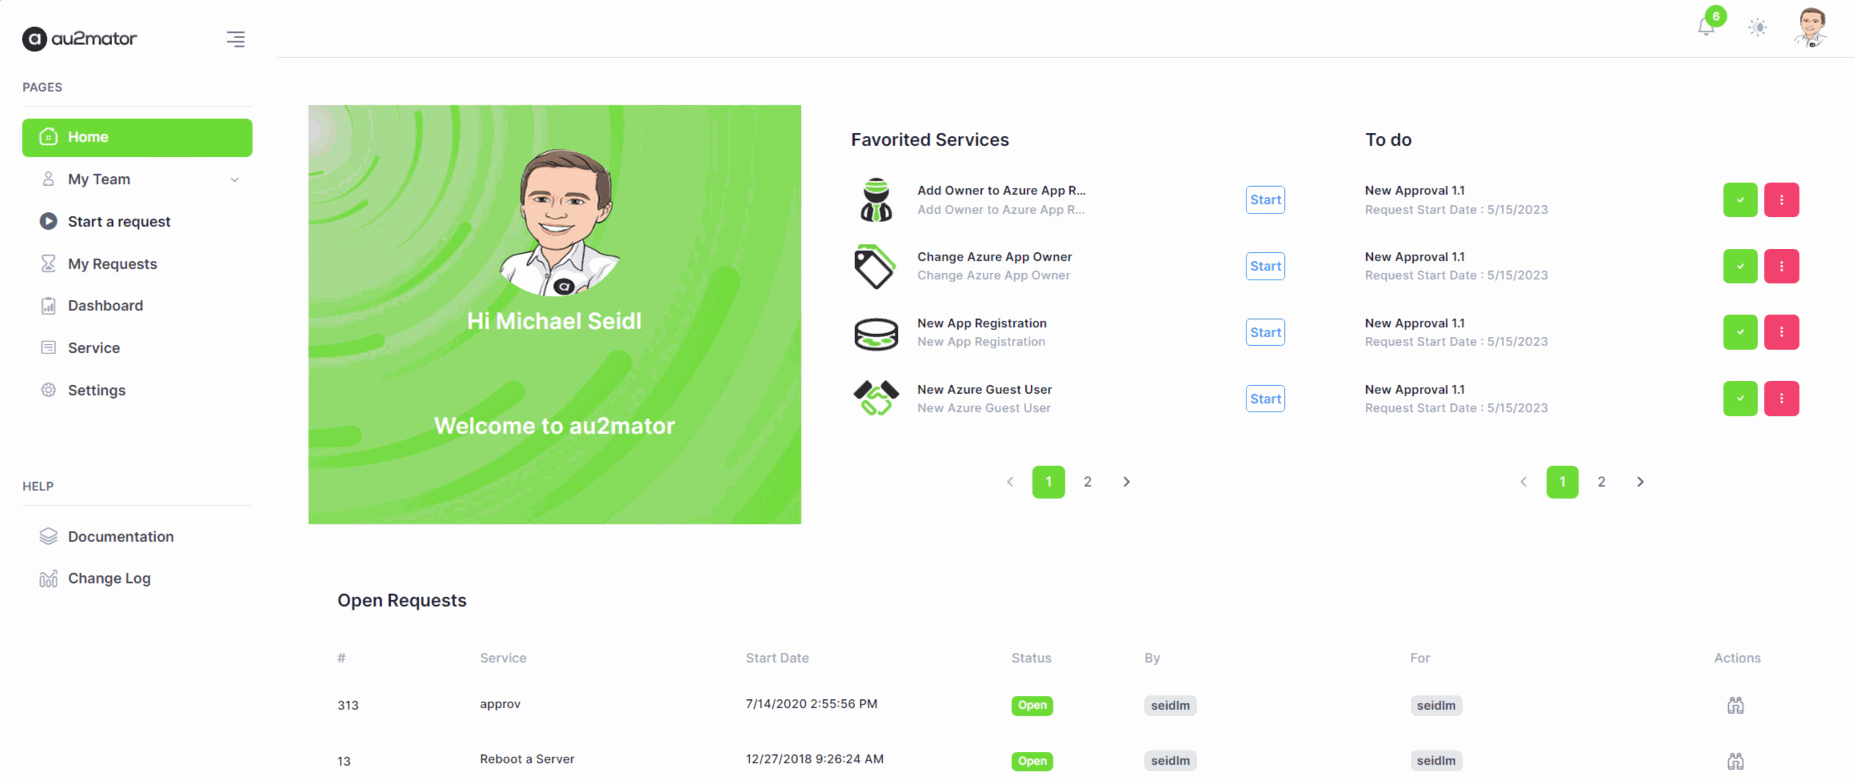 au2mator
6
PAGES
Home
My Team
Start a request
My Requests
Dashboard
Service
Settings
HELP
Documentation
Change Log
Hi Michael Seidl
Welcome to au2mator
Favorited Services
Add Owner to Azure App R...
Add Owner to Azure App R...
Start
Change Azure App Owner
Change Azure App Owner
Start
New App Registration
New App Registration
Start
New Azure Guest User
New Azure Guest User
Start
1 2
To do
New Approval 1.1
Request Start Date : 5/15/2023
New Approval 1.1
Request Start Date : 5/15/2023
New Approval 1.1
Request Start Date : 5/15/2023
New Approval 1.1
Request Start Date : 5/15/2023
1 2
Open Requests
# Service Start Date Status By For Actions
313 approv 7/14/2020 2:55:56 PM Open seidlm seidlm
13 Reboot a Server 12/27/2018 9:26:24 AM Open seidlm seidlm